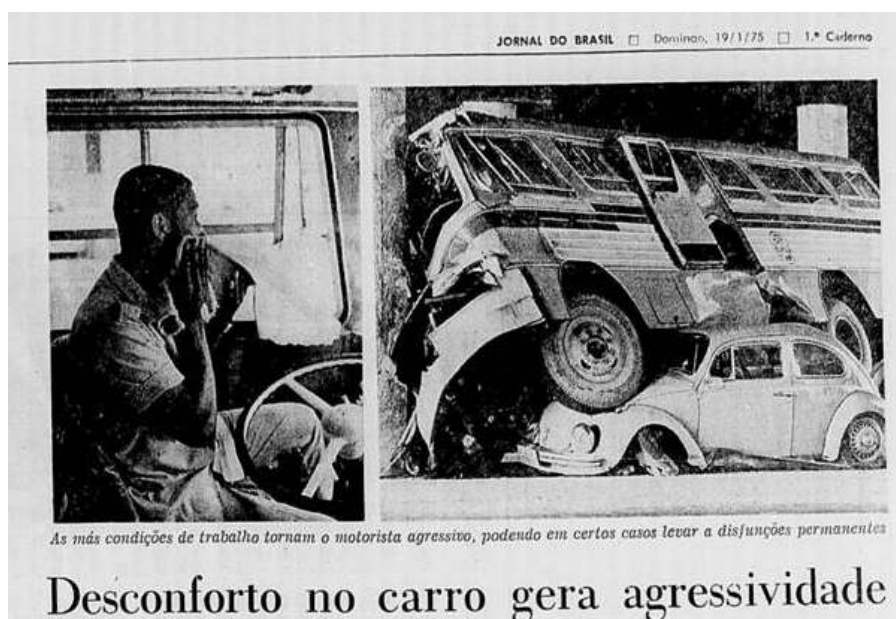 JORNAL DO BRASIL □ Domingo, 19/1/75 □ 1.º Caderno
As más condições de trabalho tornam o motorista agressivo, podendo em certos casos levar a disfunções permanentes
Desconforto no carro gera agressividade